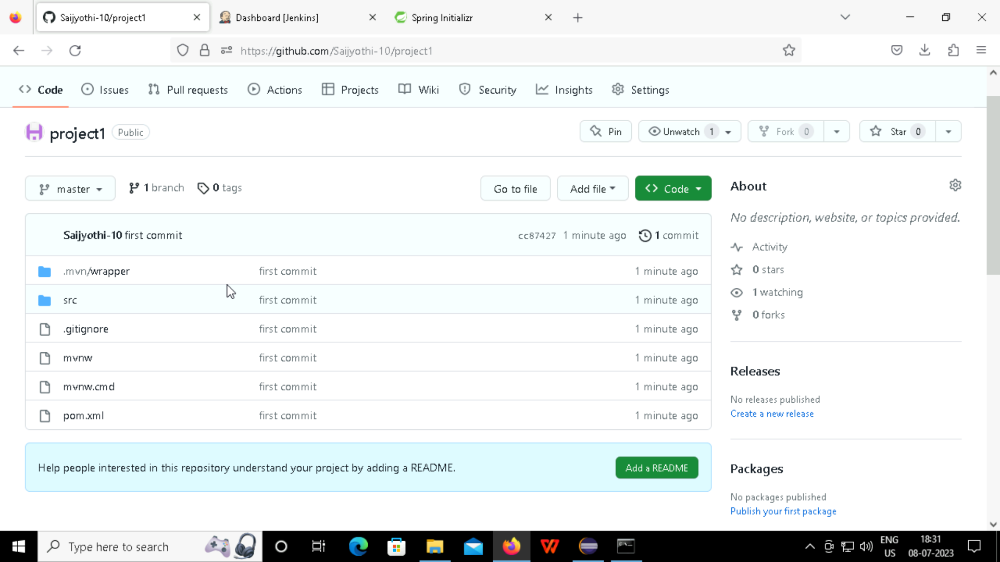 Saijyothi-10/project1
Dashboard [Jenkins]
Spring Initializr
https://github.com/Saijyothi-10/project1
Code
Issues
Pull requests
Actions
Projects
Wiki
Security
Insights
Settings
project1
Public
Pin
Unwatch 1
Fork 0
Star 0
master
1 branch
0 tags
Go to file
Add file
Code
Saijyothi-10 first commit
cc87427 1 minute ago
1 commit
.mvn/wrapper first commit 1 minute ago
src first commit 1 minute ago
.gitignore first commit 1 minute ago
mvnw first commit 1 minute ago
mvnw.cmd first commit 1 minute ago
pom.xml first commit 1 minute ago
Help people interested in this repository understand your project by adding a README.
Add a README
About
No description, website, or topics provided.
Activity
0 stars
1 watching
0 forks
Releases
No releases published
Create a new release
Packages
No packages published
Publish your first package
Type here to search
ENG
US
18:31
08-07-2023